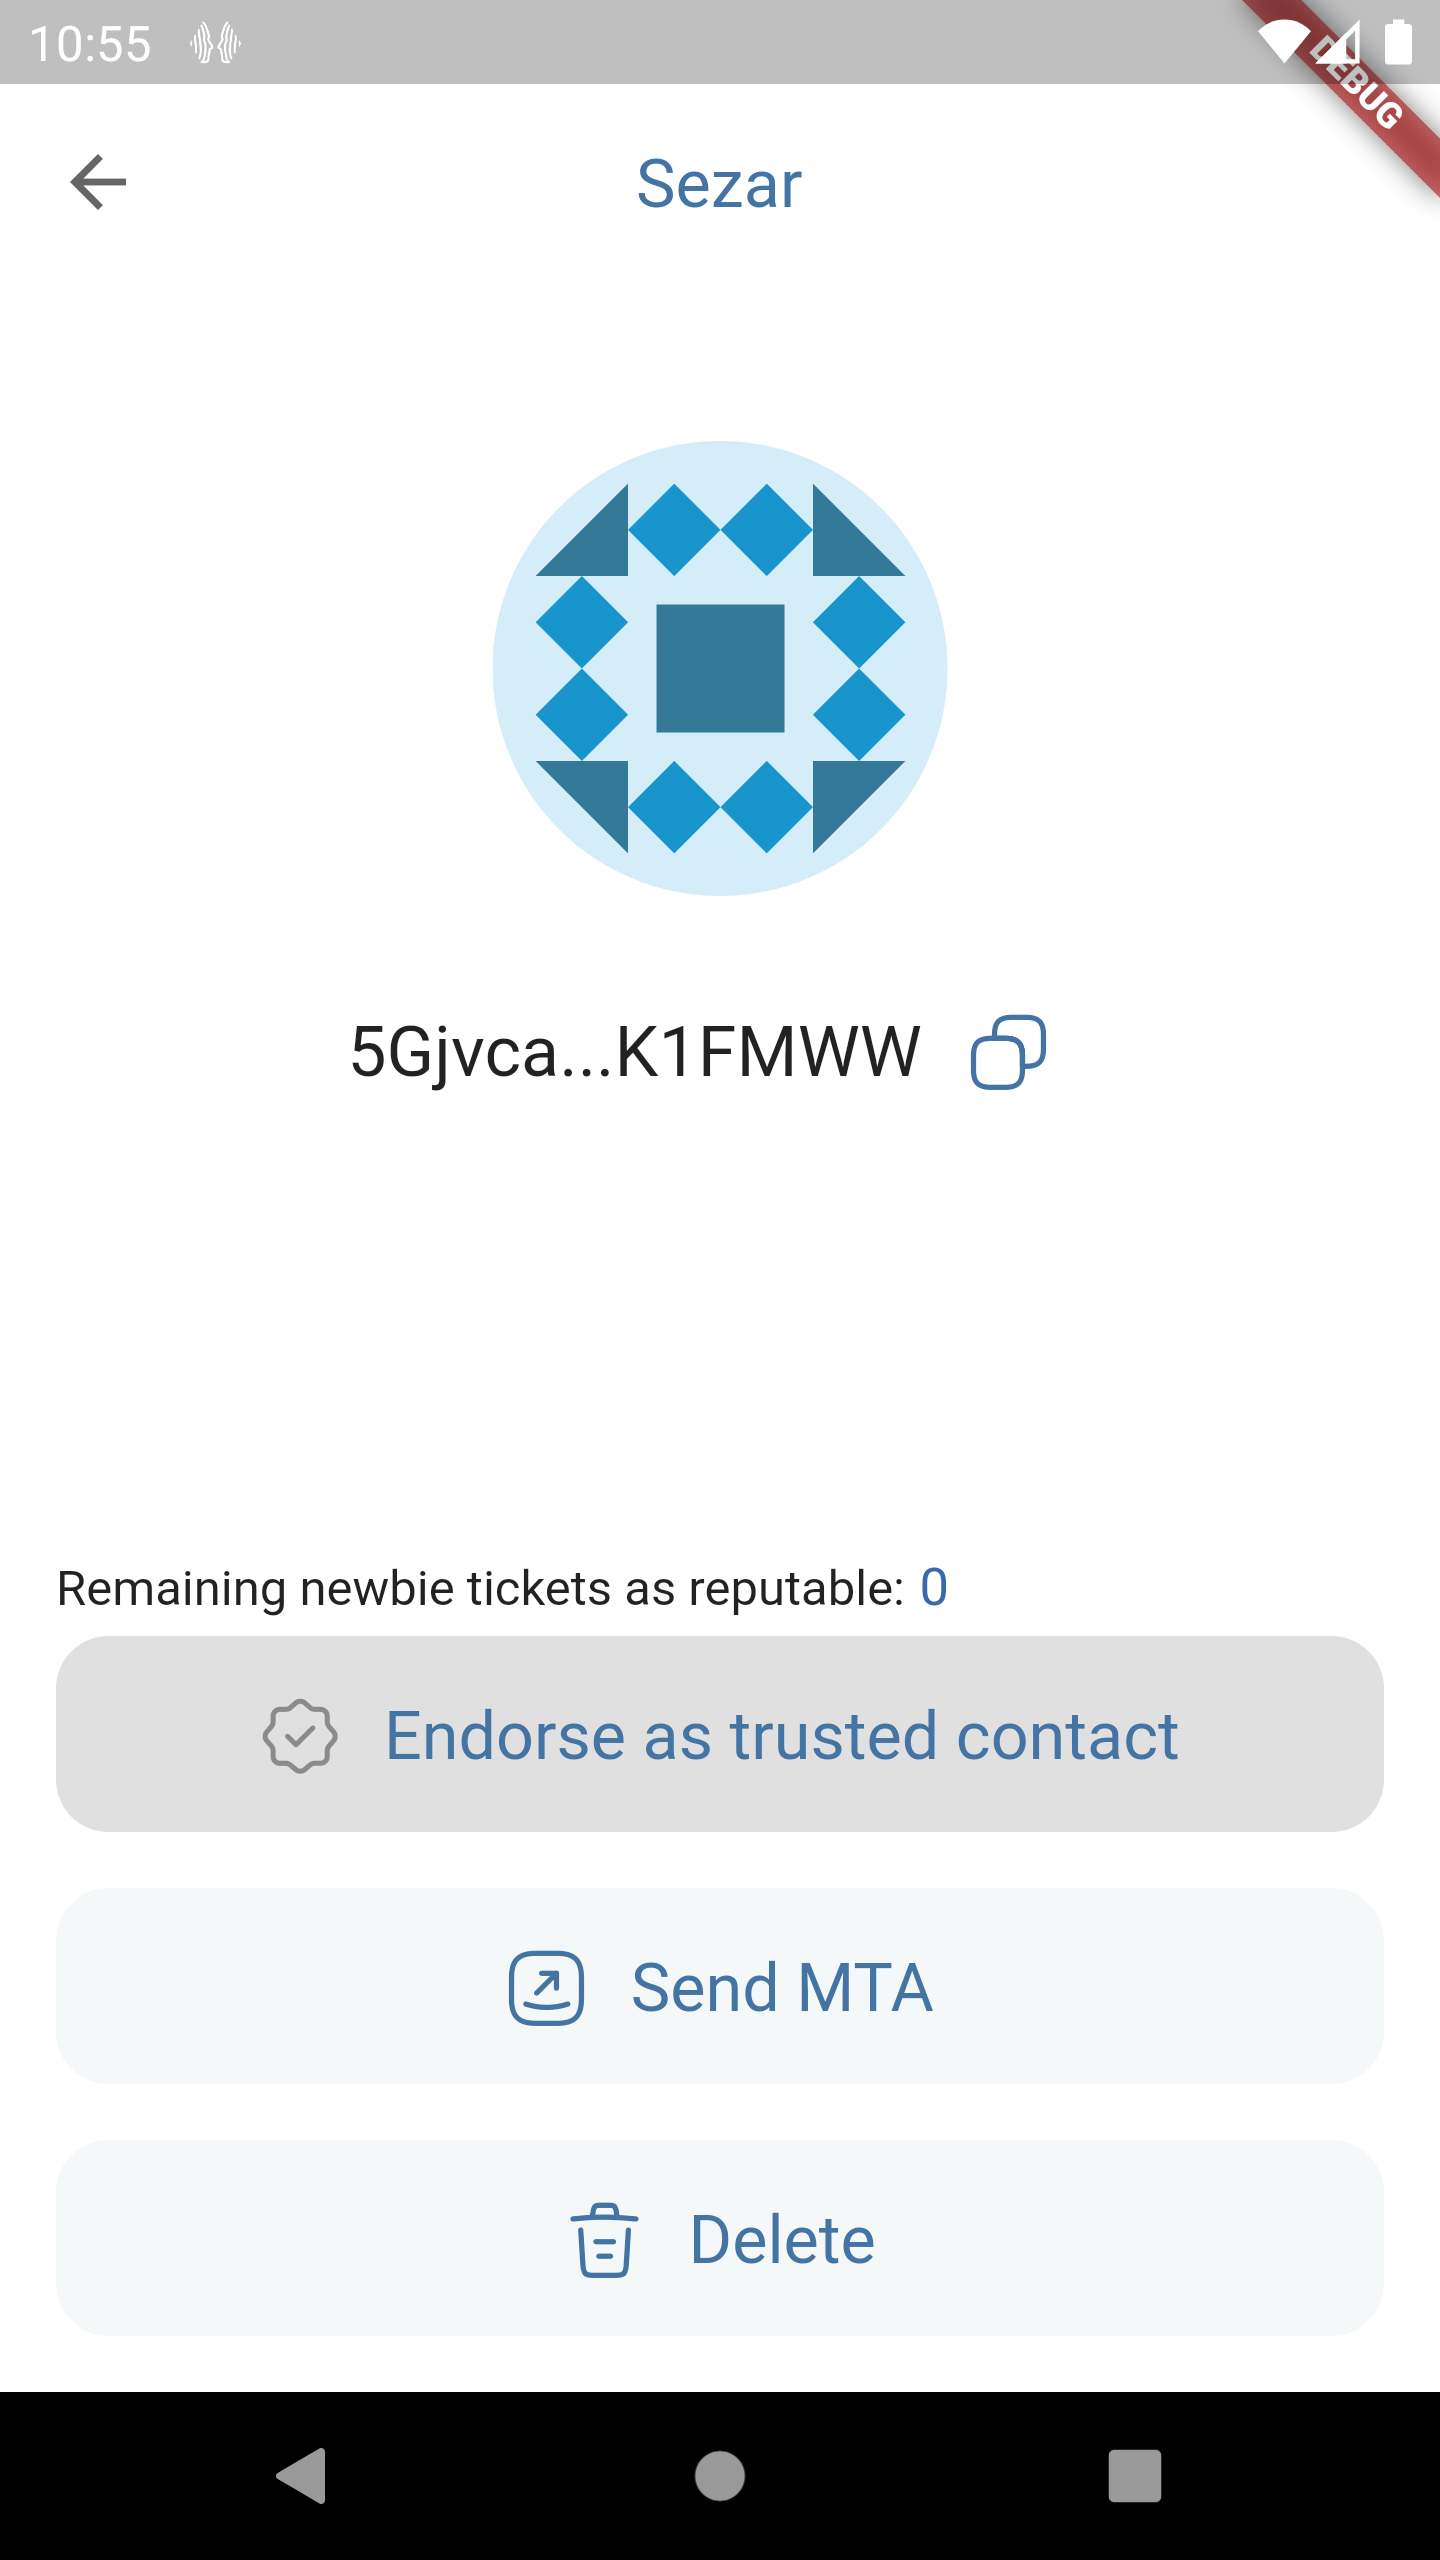 10:55
DEBUG
Sezar
5Gjvca...K1FMWW
Remaining newbie tickets as reputable: 0
Endorse as trusted contact
Send MTA
Delete